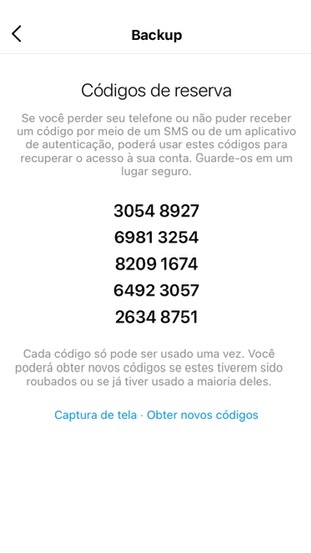 Backup
Códigos de reserva
Se você perder seu telefone ou não puder receber
um código por meio de um SMS ou de um aplicativo
de autenticação, poderá usar estes códigos para
recuperar o acesso à sua conta. Guarde-os em um
lugar seguro.
3054 8927
6981 3254
8209 1674
6492 3057
2634 8751
Cada código só pode ser usado uma vez. Você
poderá obter novos códigos se estes tiverem sido
roubados ou se já tiver usado a maioria deles.
Captura de tela · Obter novos códigos